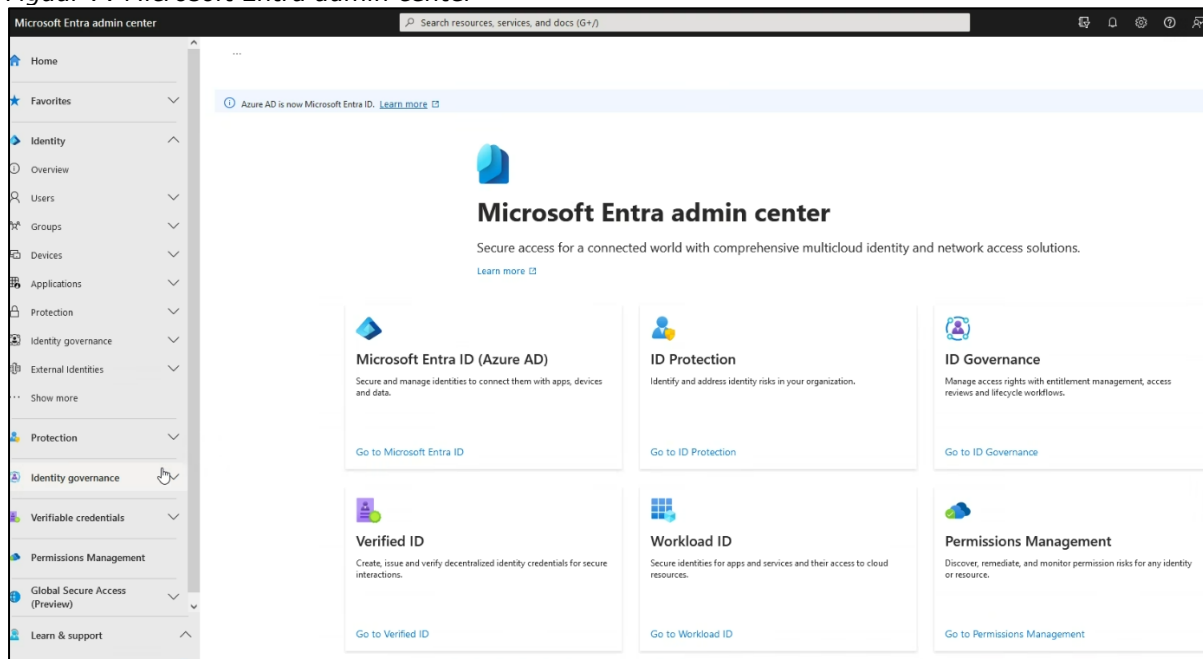 Microsoft Entra admin center
Search resources, services, and docs (G+/)
Home
Favorites
Identity
Overview
Users
Groups
Devices
Applications
Protection
Identity governance
External Identities
Show more
Protection
Identity governance
Verifiable credentials
Permissions Management
Global Secure Access
(Preview)
Learn & support
...
Azure AD is now Microsoft Entra ID. Learn more
Microsoft Entra admin center
Secure access for a connected world with comprehensive multicloud identity and network access solutions.
Learn more
Microsoft Entra ID (Azure AD)
Secure and manage identities to connect them with apps, devices
and data.
Go to Microsoft Entra ID
ID Protection
Identify and address identity risks in your organization.
Go to ID Protection
ID Governance
Manage access rights with entitlement management, access
reviews and lifecycle workflows.
Go to ID Governance
Verified ID
Create, issue and verify decentralized identity credentials for secure
interactions.
Go to Verified ID
Workload ID
Secure identities for apps and services and their access to cloud
resources.
Go to Workload ID
Permissions Management
Discover, remediate, and monitor permission risks for any identity
or resource.
Go to Permissions Management